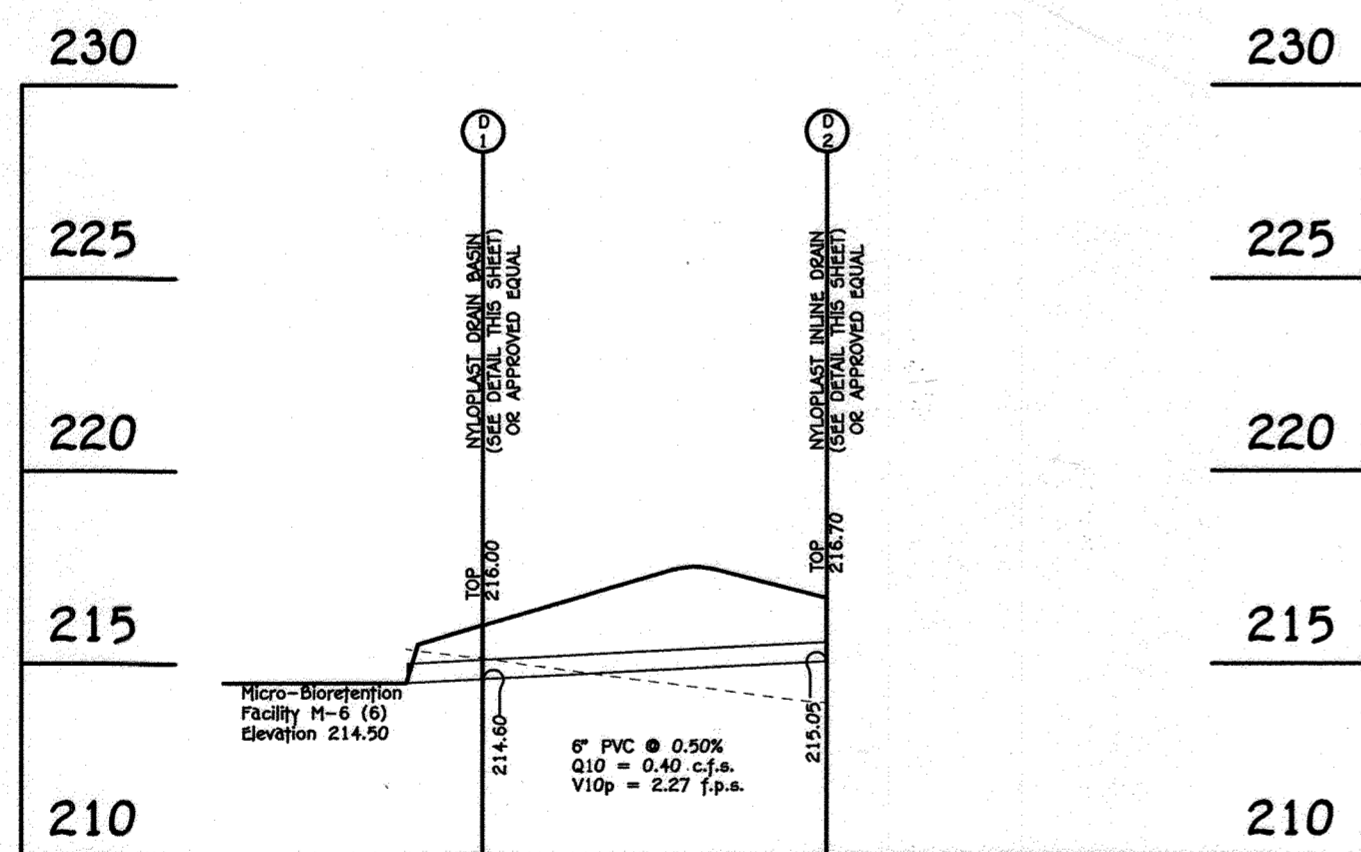 230
230
D
1
D
2
225
225
NYLOPLAST DRAIN BASIN
(SEE DETAIL THIS SHEET)
OR APPROVED EQUAL
NYLOPLAST INLINE DRAIN
(SEE DETAIL THIS SHEET)
OR APPROVED EQUAL
220
220
TOP
216.00
TOP
216.70
215
215
Micro-Bioretention
Facility M-6 (6)
Elevation 214.50
214.60
6" PVC @ 0.50%
Q10 = 0.40 c.f.s.
V10p = 2.27 f.p.s.
215.05
210
210